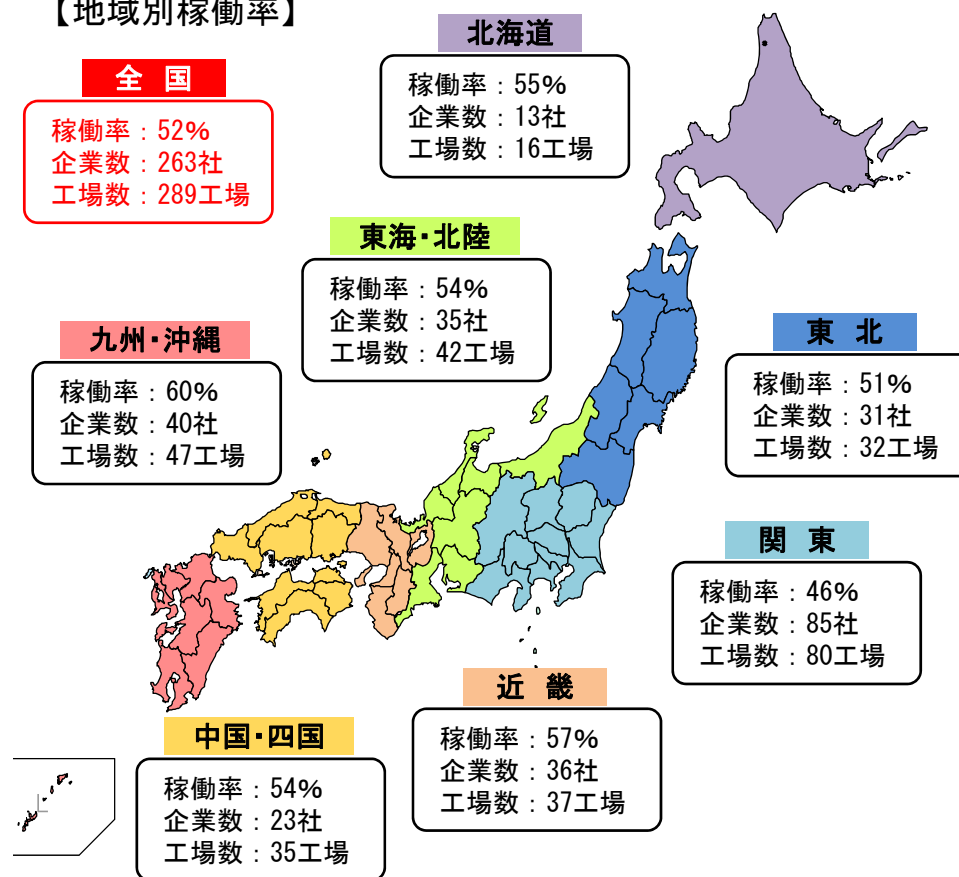 【地域別稼働率】
全 国
稼働率：52%
企業数：263社
工場数：289工場
北海道
稼働率：55%
企業数：13社
工場数：16工場
東海・北陸
稼働率：54%
企業数：35社
工場数：42工場
九州・沖縄
稼働率：60%
企業数：40社
工場数：47工場
東 北
稼働率：51%
企業数：31社
工場数：32工場
関 東
稼働率：46%
企業数：85社
工場数：80工場
近 畿
稼働率：57%
企業数：36社
工場数：37工場
中国・四国
稼働率：54%
企業数：23社
工場数：35工場